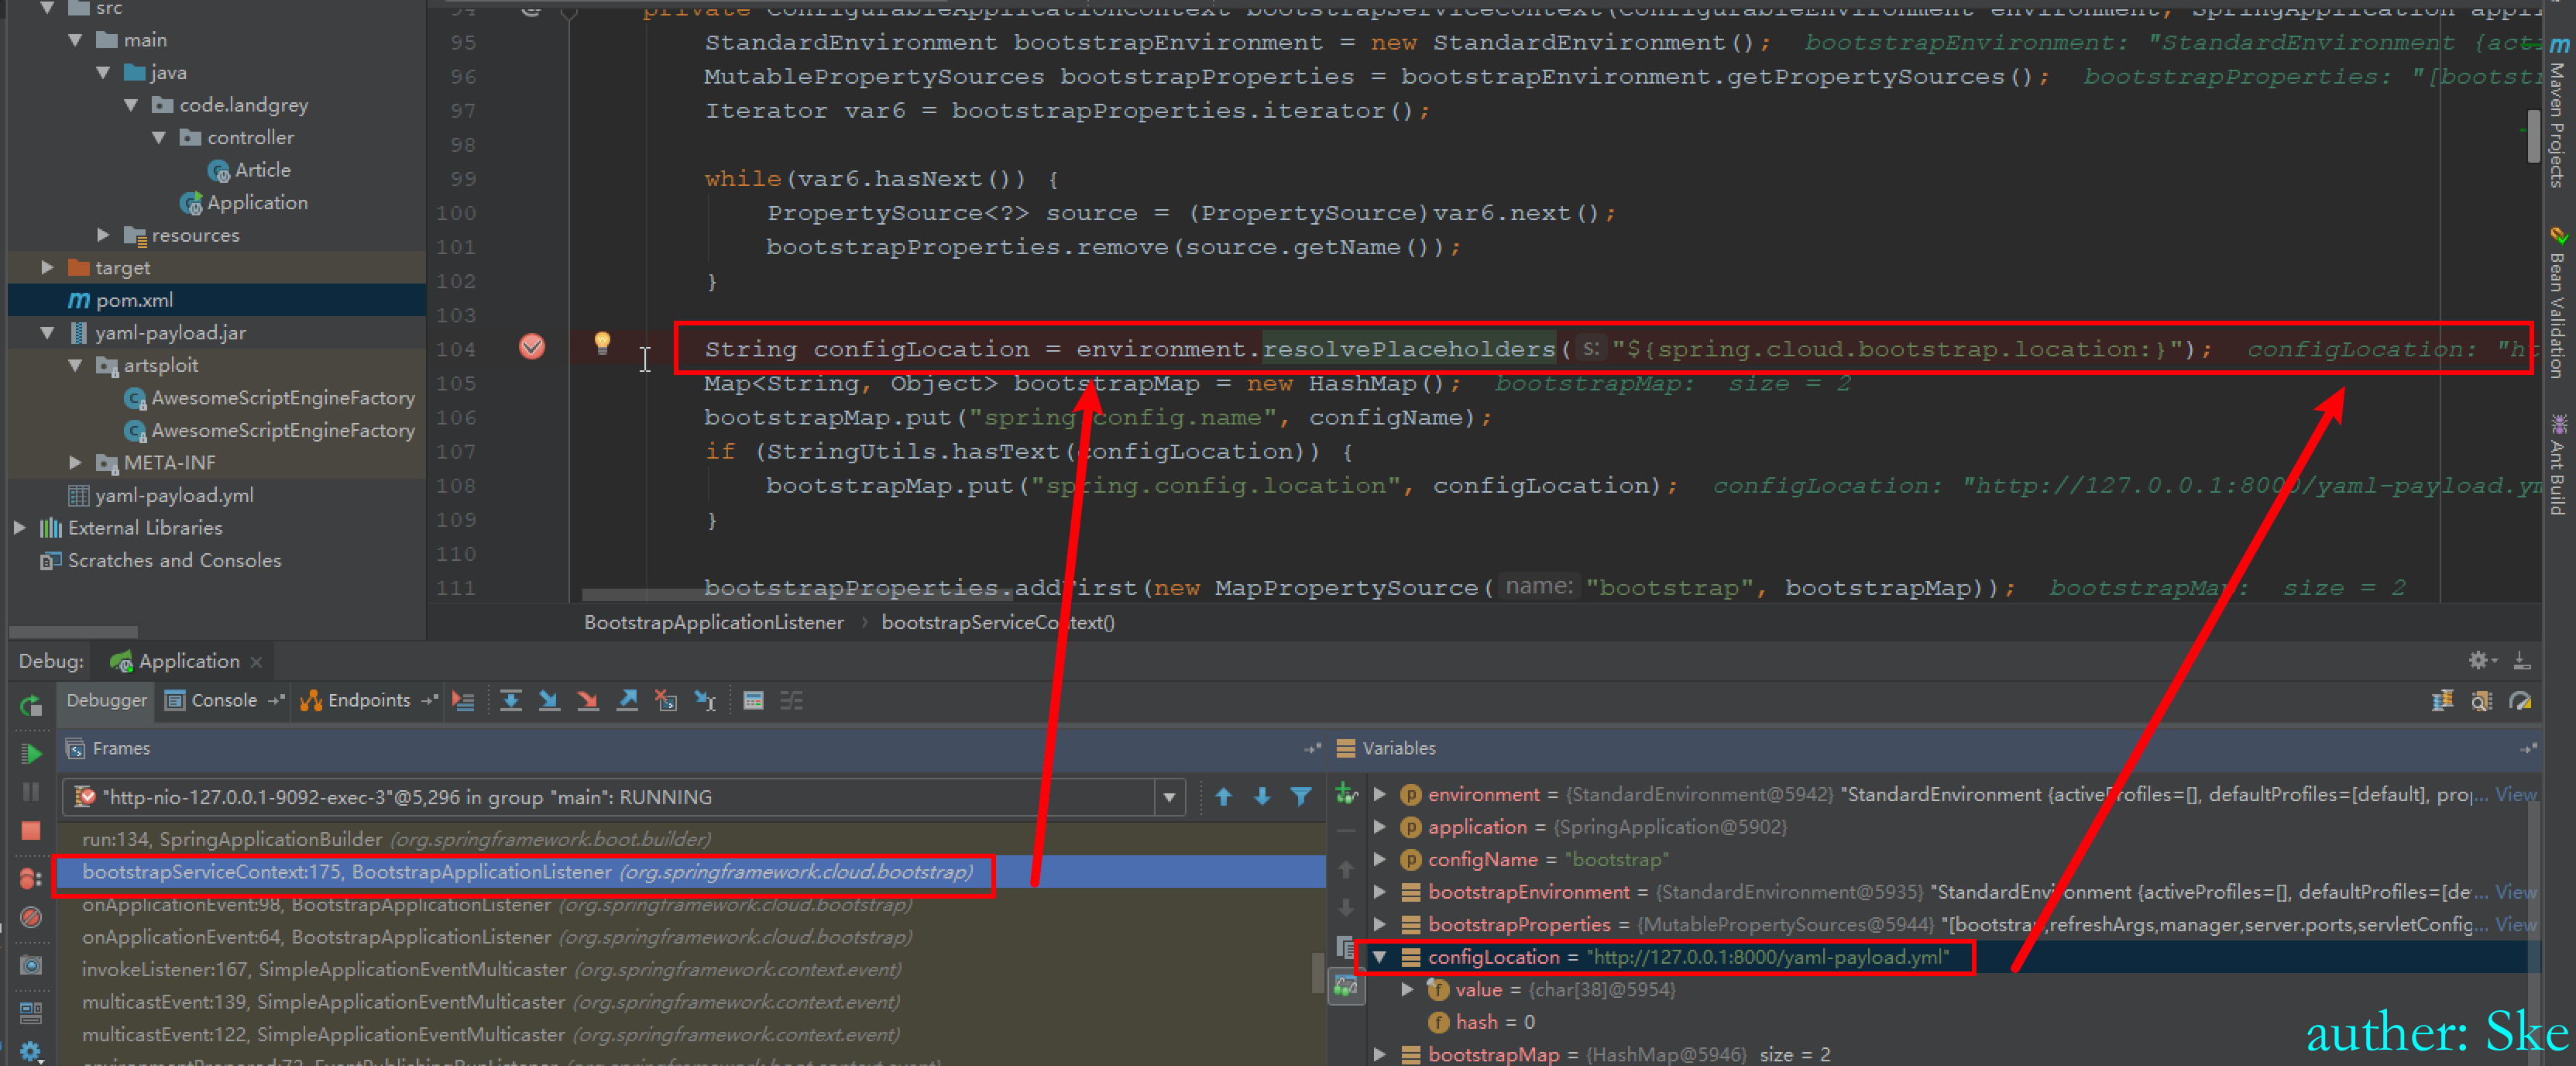 src
main
java
code.landgrey
controller
Article
Application
resources
target
pom.xml
yaml-payload.jar
artsploit
AwesomeScriptEngineFactory
AwesomeScriptEngineFactory
META-INF
yaml-payload.yml
External Libraries
Scratches and Consoles
94 private ConfigurableApplicationContext bootstrapServiceContext(ConfigurableEnvironment environment, SpringApplication appli
95 StandardEnvironment bootstrapEnvironment = new StandardEnvironment(); bootstrapEnvironment: "StandardEnvironment {acti
96 MutablePropertySources bootstrapProperties = bootstrapEnvironment.getPropertySources(); bootstrapProperties: "[bootstr
97 Iterator var6 = bootstrapProperties.iterator();
98
99 while(var6.hasNext()) {
100 PropertySource<?> source = (PropertySource)var6.next();
101 bootstrapProperties.remove(source.getName());
102 }
103
104 String configLocation = environment.resolvePlaceholders( s: "${spring.cloud.bootstrap.location:}"); configLocation: "ht
105 Map<String, Object> bootstrapMap = new HashMap(); bootstrapMap: size = 2
106 bootstrapMap.put("spring.config.name", configName);
107 if (StringUtils.hasText(configLocation)) {
108 bootstrapMap.put("spring.config.location", configLocation); configLocation: "http://127.0.0.1:8000/yaml-payload.ym
109 }
110
111 bootstrapProperties.addFirst(new MapPropertySource( name: "bootstrap", bootstrapMap)); bootstrapMap: size = 2
BootstrapApplicationListener › bootstrapServiceContext()
Maven Projects
Bean Validation
Ant Build
Debug: Application
Debugger Console Endpoints
Frames
"http-nio-127.0.0.1-9092-exec-3"@5,296 in group "main": RUNNING
run:134, SpringApplicationBuilder (org.springframework.boot.builder)
bootstrapServiceContext:175, BootstrapApplicationListener (org.springframework.cloud.bootstrap)
onApplicationEvent:98, BootstrapApplicationListener (org.springframework.cloud.bootstrap)
onApplicationEvent:64, BootstrapApplicationListener (org.springframework.cloud.bootstrap)
invokeListener:167, SimpleApplicationEventMulticaster (org.springframework.context.event)
multicastEvent:139, SimpleApplicationEventMulticaster (org.springframework.context.event)
multicastEvent:122, SimpleApplicationEventMulticaster (org.springframework.context.event)
environmentPrepared:73, EventPublishingRunListener (org.springframework.boot.context.event)
Variables
environment = {StandardEnvironment@5942} "StandardEnvironment {activeProfiles=[], defaultProfiles=[default], pro... View
application = {SpringApplication@5902}
configName = "bootstrap"
bootstrapEnvironment = {StandardEnvironment@5935} "StandardEnvironment {activeProfiles=[], defaultProfiles=[de... View
bootstrapProperties = {MutablePropertySources@5944} "[bootstrap,refreshArgs,manager,server.ports,servletConfig... View
configLocation = "http://127.0.0.1:8000/yaml-payload.yml"
value = {char[38]@5954}
hash = 0
bootstrapMap = {HashMap@5946} size = 2
auther: Ske